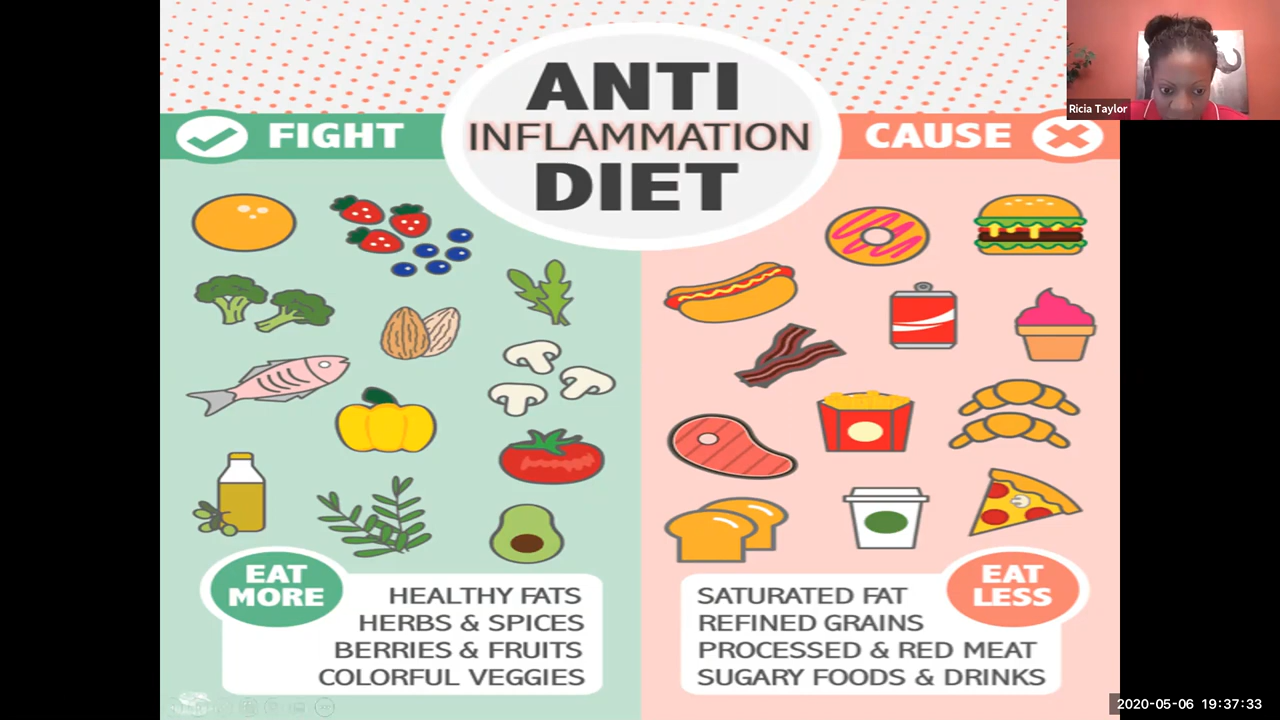 ANTI
INFLAMMATION
DIET
FIGHT
CAUSE
EAT
MORE
HEALTHY FATS
HERBS & SPICES
BERRIES & FRUITS
COLORFUL VEGGIES
EAT
LESS
SATURATED FAT
REFINED GRAINS
PROCESSED & RED MEAT
SUGARY FOODS & DRINKS
Ricia Taylor
2020-05-06 19:37:33